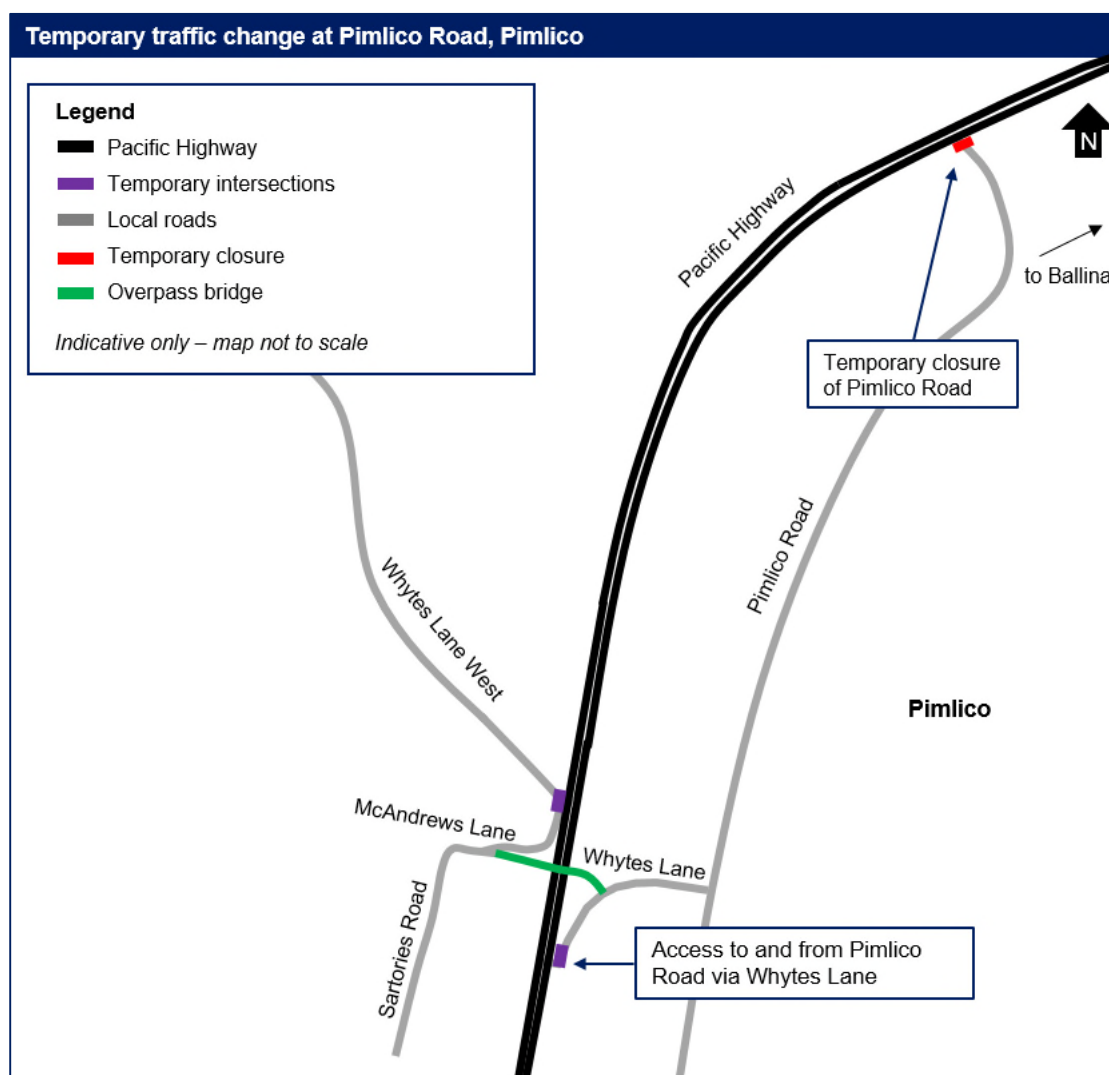 Temporary traffic change at Pimlico Road, Pimlico
Legend
Pacific Highway
Temporary intersections
Local roads
Temporary closure
Overpass bridge
Indicative only – map not to scale
N
Pacific Highway
to Ballina
Temporary closure
of Pimlico Road
Pimlico Road
Whytes Lane West
Pimlico
McAndrews Lane
Whytes Lane
Sartories Road
Access to and from Pimlico
Road via Whytes Lane